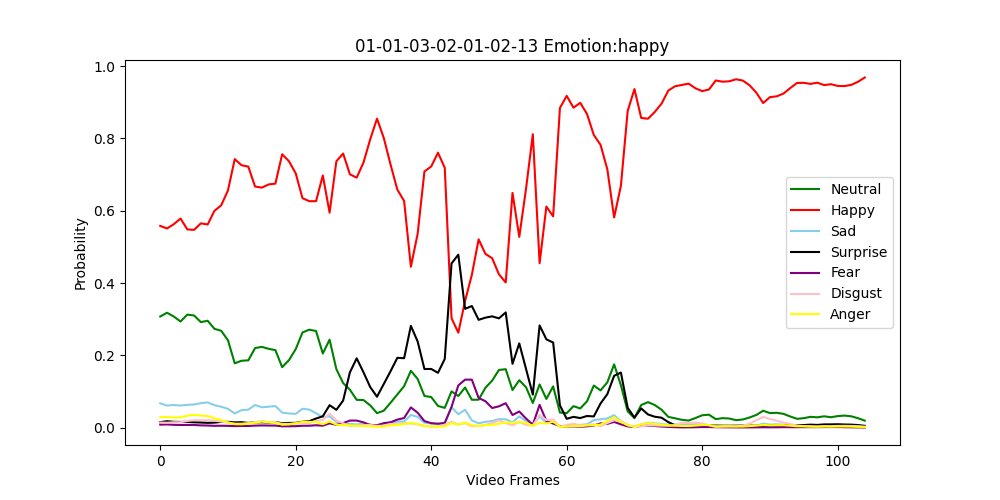 01-01-03-02-01-02-13 Emotion:happy
1.0
0.8
0.6
0.4
0.2
0.0
Probability
Neutral
Happy
Sad
Surprise
Fear
Disgust
Anger
0 20 40 60 80 100
Video Frames